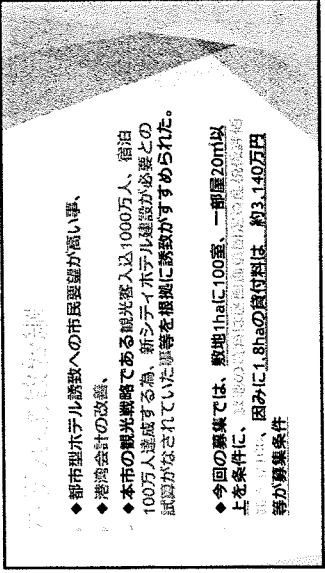 ◆都市型ホテル誘致への市民要望が高い事、
◆港湾会計の改善、
◆本市の観光戦略である観光客入込1000万人、宿泊
100万人達成する為、新シティホテル建設が必要との
試算がなされていた事等を根拠に誘致がすすめられた。
◆今回の募集では、敷地1haに100室、一部屋20㎡以
上を条件に、
因みに1.8haの貸付料は 約3,140万円
等が募集条件